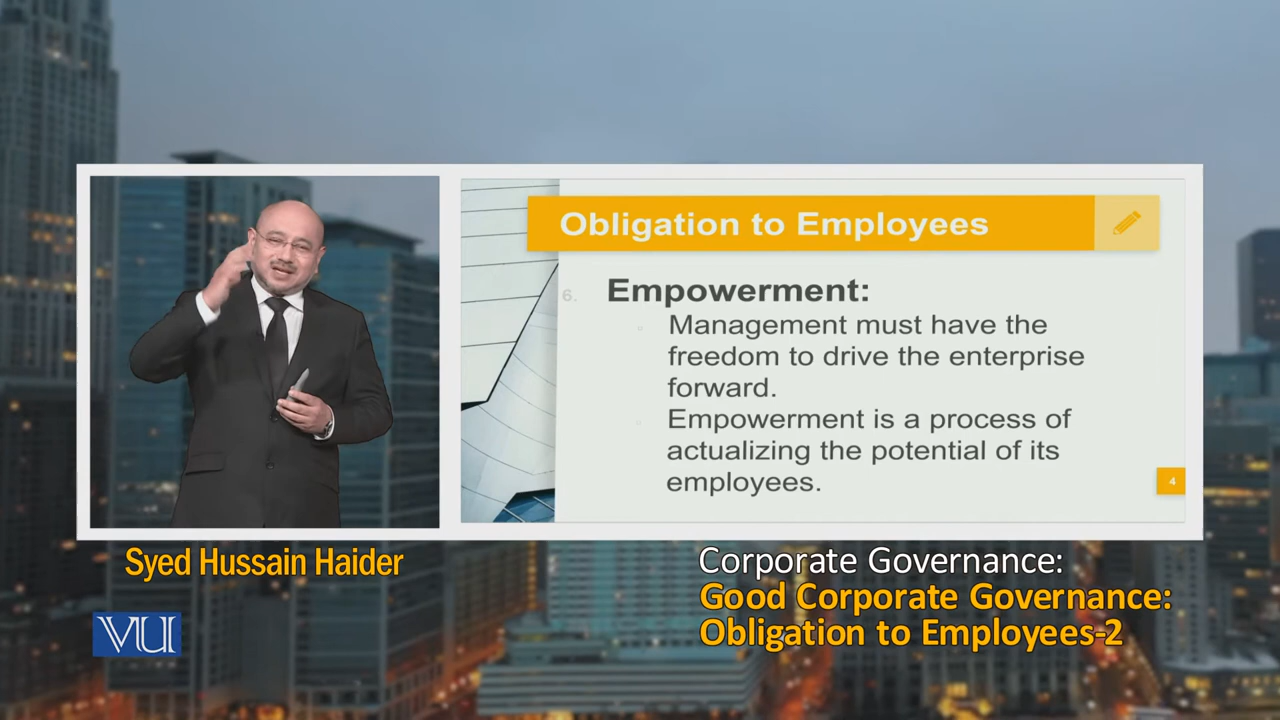 Obligation to Employees
6. Empowerment:
Management must have the
freedom to drive the enterprise
forward.
Empowerment is a process of
actualizing the potential of its
employees.
4
Syed Hussain Haider
VU
Corporate Governance:
Good Corporate Governance:
Obligation to Employees-2